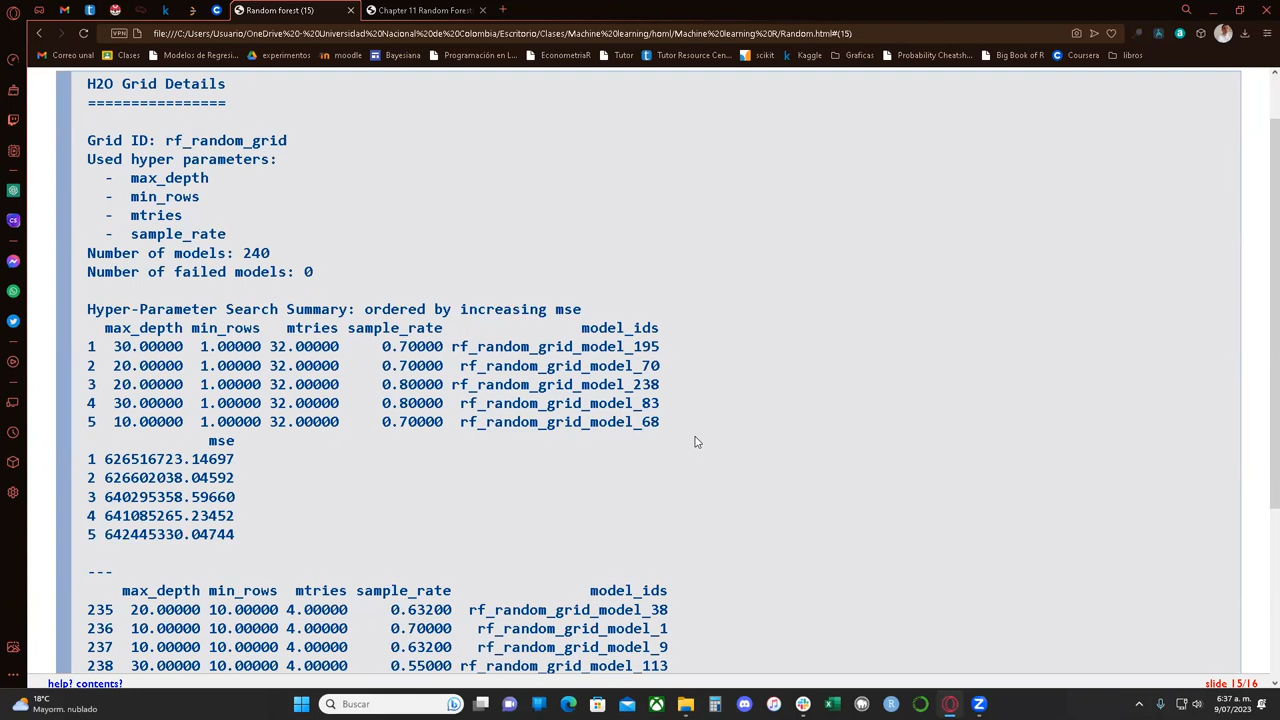 Random forest (15)
Chapter 11 Random Fores
VPN
file:///C:/Users/Usuario/OneDrive%20-%20Universidad%20Nacional%20de%20Colombia/Escritorio/Clases/Machine%20learning/homl/Machine%20learning%20R/Random.html#(15)
Correo unal
Clases
Modelos de Regresi...
experimentos
moodle
Bayesiana
Programación en L...
EconometriaR
Tutor
Tutor Resource Cen...
scikit
Kaggle
Graphics
Probability Cheatsh...
Big Book of R
Coursera
libros
H2O Grid Details
================
Grid ID: rf_random_grid
Used hyper parameters:
- max_depth
- min_rows
- mtries
- sample_rate
Number of models: 240
Number of failed models: 0
Hyper-Parameter Search Summary: ordered by increasing mse
max_depth min_rows mtries sample_rate model_ids
1 30.00000 1.00000 32.00000 0.70000 rf_random_grid_model_195
2 20.00000 1.00000 32.00000 0.70000 rf_random_grid_model_70
3 20.00000 1.00000 32.00000 0.80000 rf_random_grid_model_238
4 30.00000 1.00000 32.00000 0.80000 rf_random_grid_model_83
5 10.00000 1.00000 32.00000 0.70000 rf_random_grid_model_68
mse
1 626516723.14697
2 626602038.04592
3 640295358.59660
4 641085265.23452
5 642445330.04744
---
max_depth min_rows mtries sample_rate model_ids
235 20.00000 10.00000 4.00000 0.63200 rf_random_grid_model_38
236 10.00000 10.00000 4.00000 0.70000 rf_random_grid_model_1
237 10.00000 10.00000 4.00000 0.63200 rf_random_grid_model_9
238 30.00000 10.00000 4.00000 0.55000 rf_random_grid_model_113
help? contents?
slide 15/16
18°C
Mayorm. nublado
Buscar
6:37 a. m.
9/07/2023